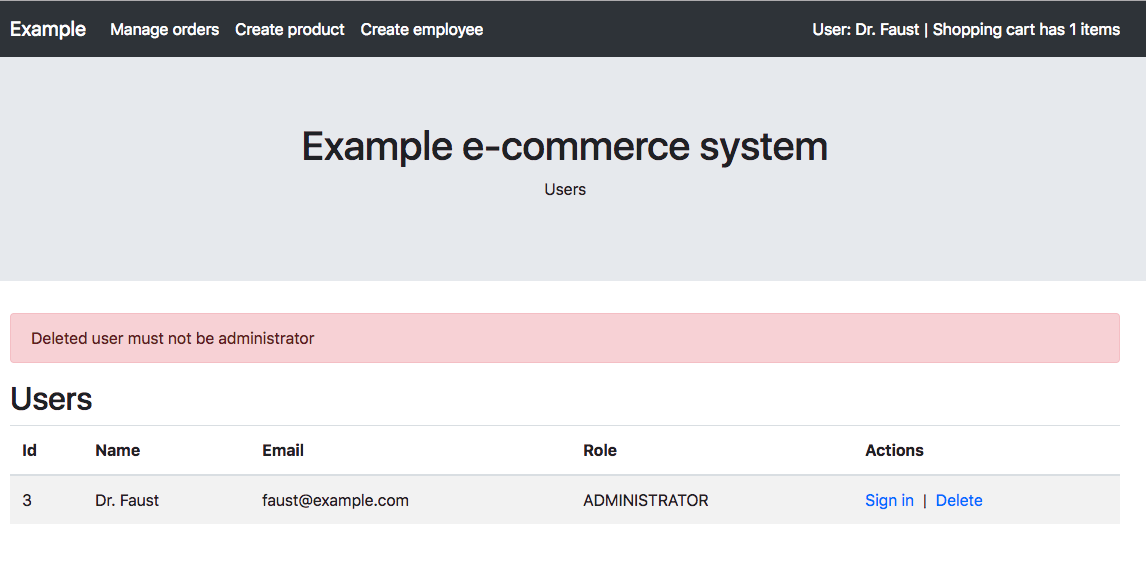 Example Manage orders Create product Create employee User: Dr. Faust | Shopping cart has 1 items
Example e-commerce system
Users
Deleted user must not be administrator
Users
Id Name Email Role Actions
3 Dr. Faust faust@example.com ADMINISTRATOR Sign in | Delete